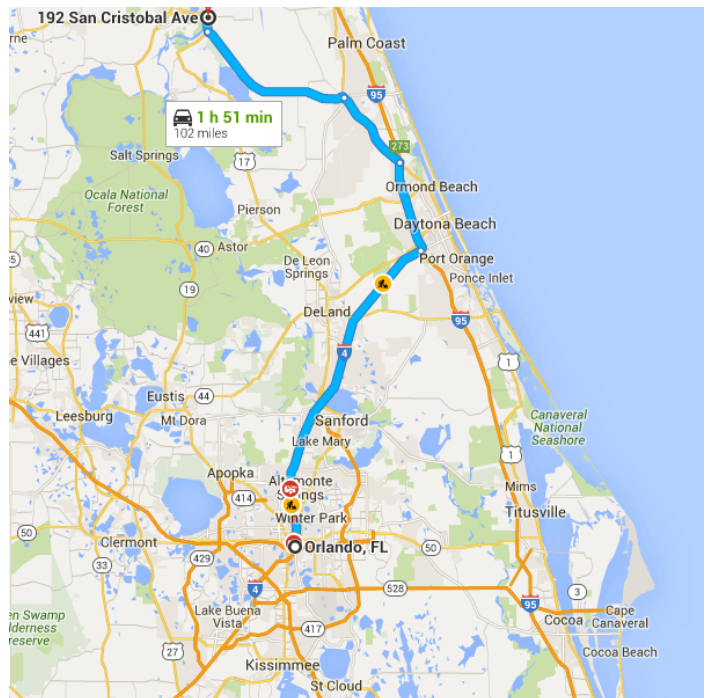 192 San Cristobal Ave
Palm Coast
1 h 51 min
102 miles
95
273
Salt Springs
17
Ormond Beach
Ocala National
Forest
Pierson
Daytona Beach
40
Astor
De Leon
Springs
Port Orange
Ponce Inlet
19
DeLand
441
4
95
1
e Villages
Eustis
44
Leesburg
Mt Dora
Sanford
Canaveral
National
Seashore
Lake Mary
1
Apopka
Altamonte
Springs
Mims
414
Winter Park
Titusville
50
Clermont
Orlando, FL
50
429
33
4
528
3
95
Lake Buena
Vista
Cape
Canaveral
Cocoa
417
27
Cocoa Beach
Kissimmee
St Cloud